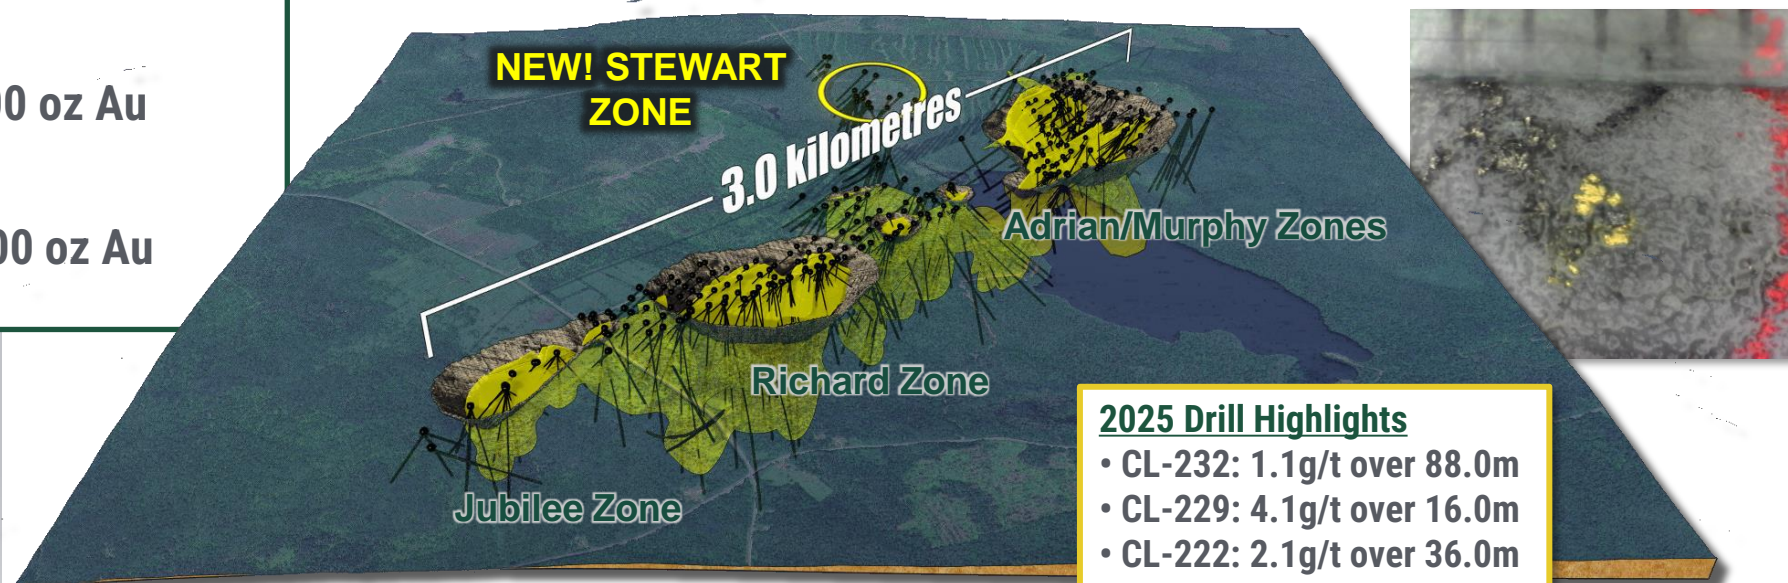 00 oz Au
00 oz Au
NEW! STEWART
ZONE
3.0 kilometres
Adrian/Murphy Zones
Richard Zone
Jubilee Zone
2025 Drill Highlights
• CL-232: 1.1g/t over 88.0m
• CL-229: 4.1g/t over 16.0m
• CL-222: 2.1g/t over 36.0m